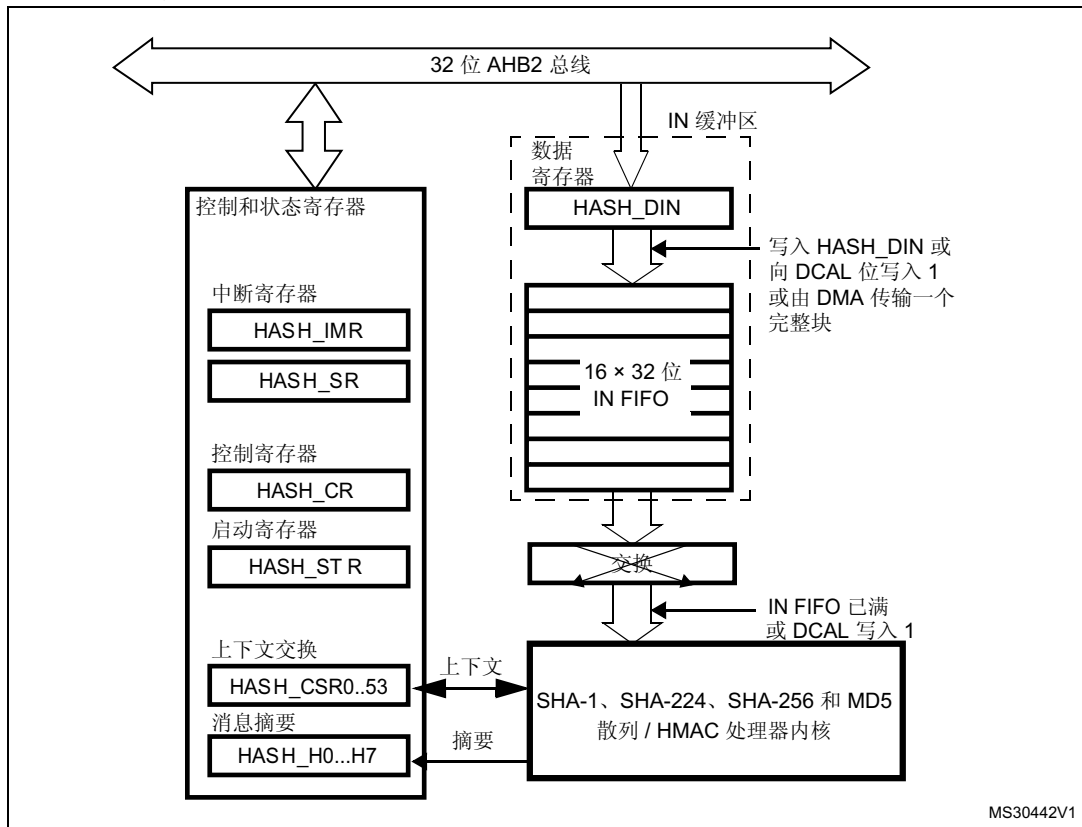 32 位 AHB2 总线
IN 缓冲区
数据
寄存器
HASH_DIN
写入 HASH_DIN 或
向 DCAL 位写入 1
或由 DMA 传输一个
完整块
16 × 32 位
IN FIFO
交换
IN FIFO 已满
或 DCAL 写入 1
控制和状态寄存器
中断寄存器
HASH_IMR
HASH_SR
控制寄存器
HASH_CR
启动寄存器
HASH_ST R
上下文交换
HASH_CSR0..53
消息摘要
HASH_H0...H7
上下文
摘要
SHA-1、SHA-224、SHA-256 和 MD5
散列 / HMAC 处理器内核
MS30442V1